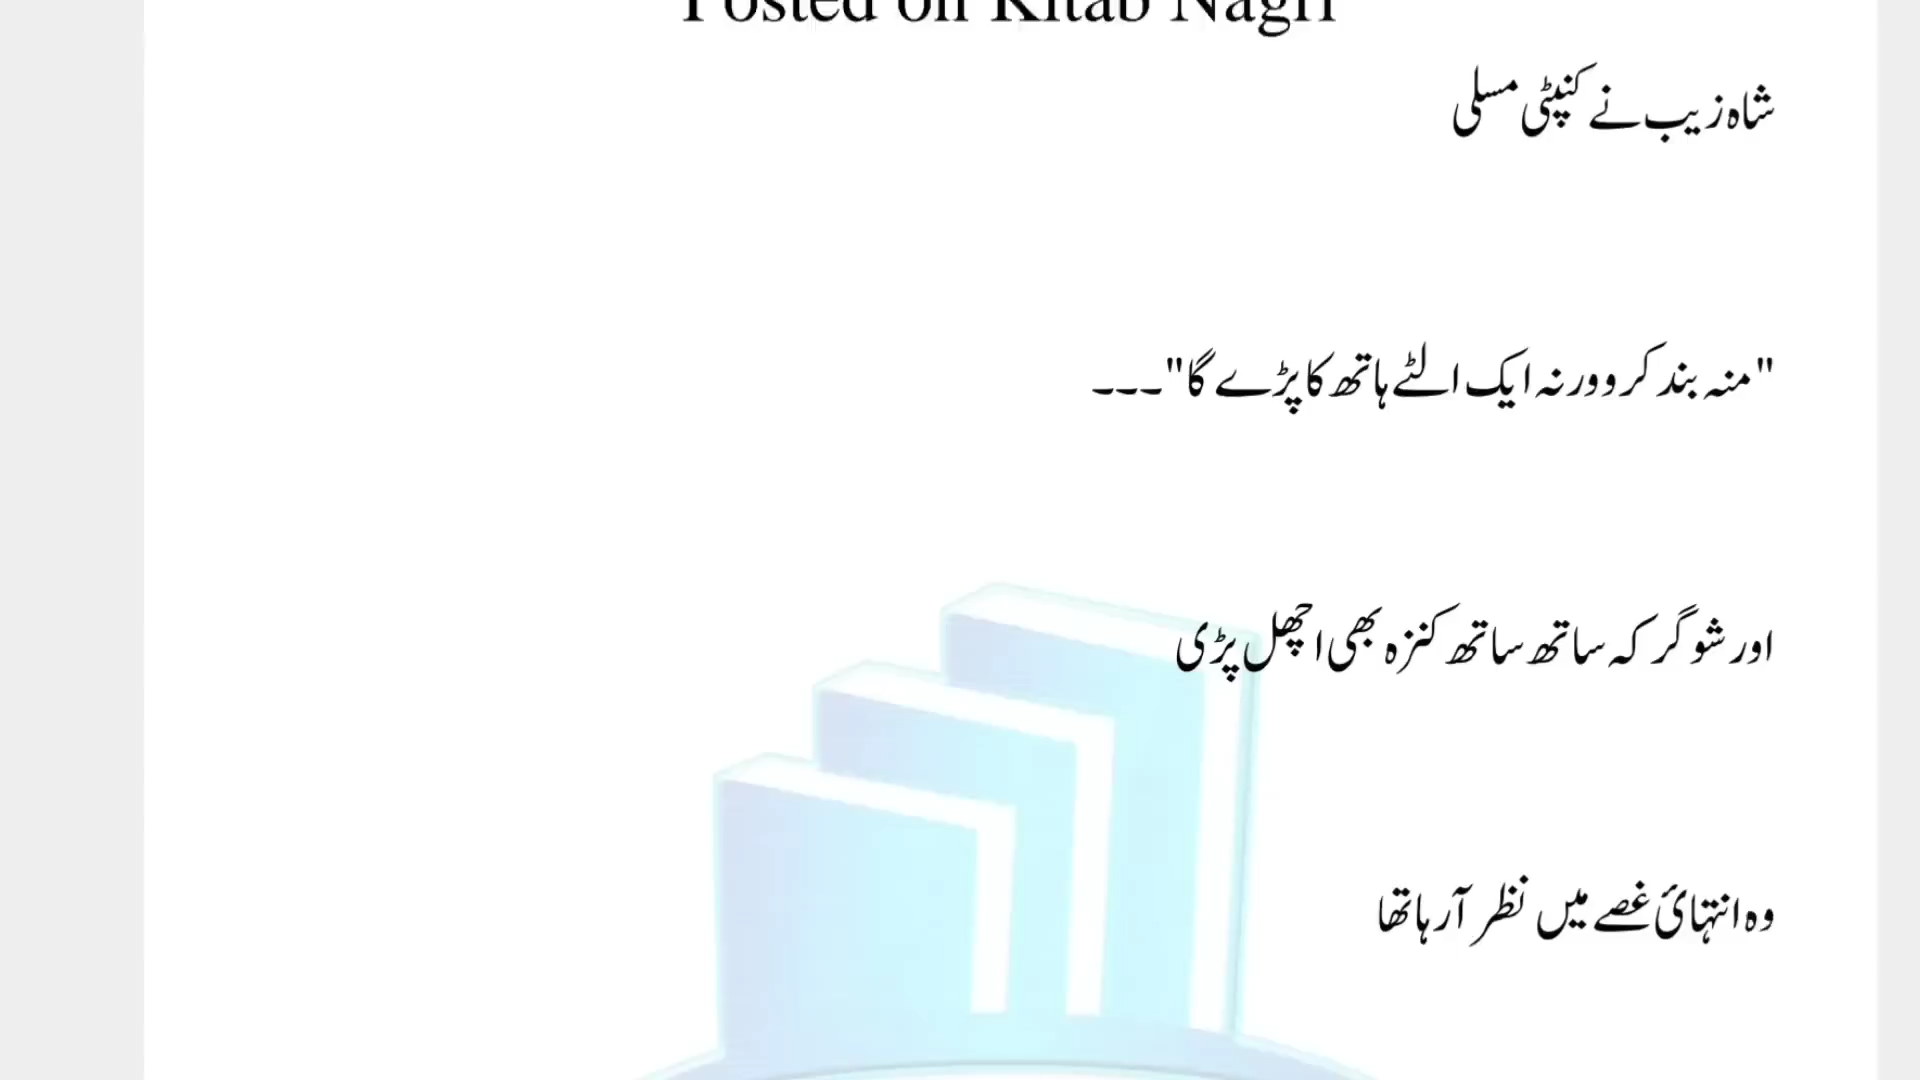 Posted on Kitab Nagri
شاہ زیب نے کنپٹی مسلی
"منہ بند کرو ورنہ ایک الٹے ہاتھ کا پڑے گا"۔۔۔
اور شوگر کہ ساتھ ساتھ کنزہ بھی اچھل پڑی
وہ انتہائ غصے میں نظر آرہا تھا